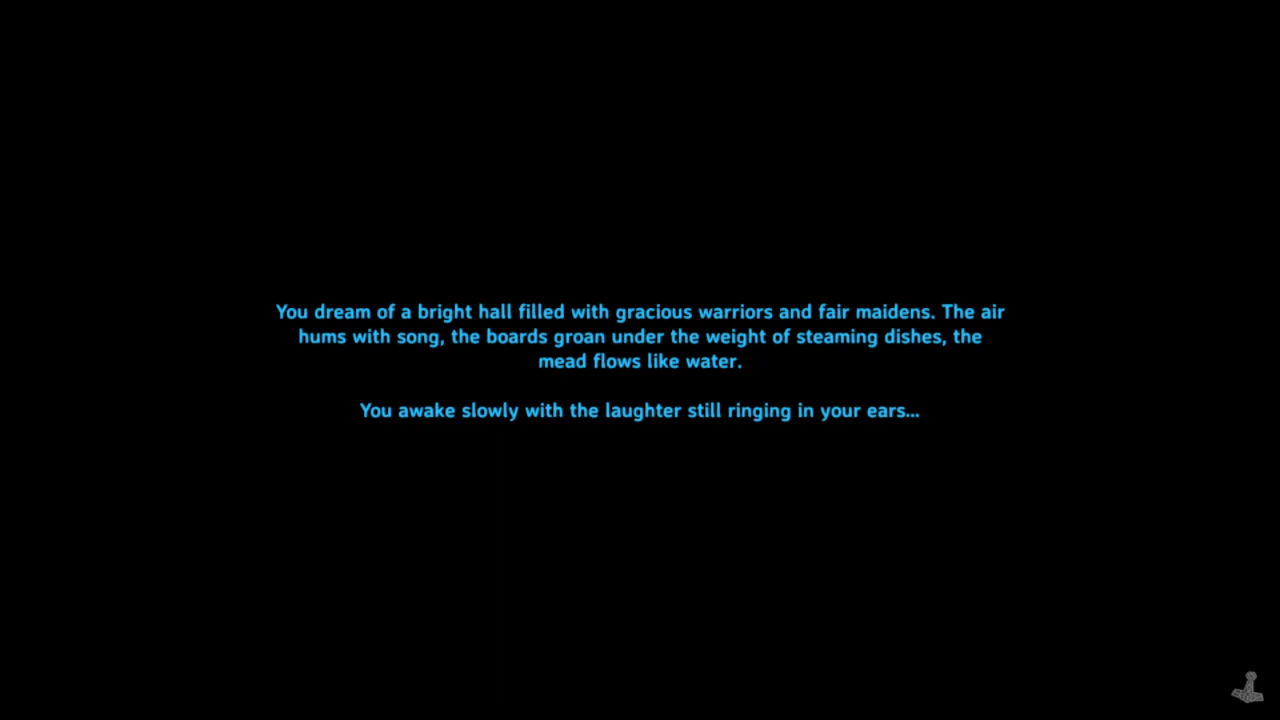 You dream of a bright hall filled with gracious warriors and fair maidens. The air
hums with song, the boards groan under the weight of steaming dishes, the
mead flows like water.
You awake slowly with the laughter still ringing in your ears...